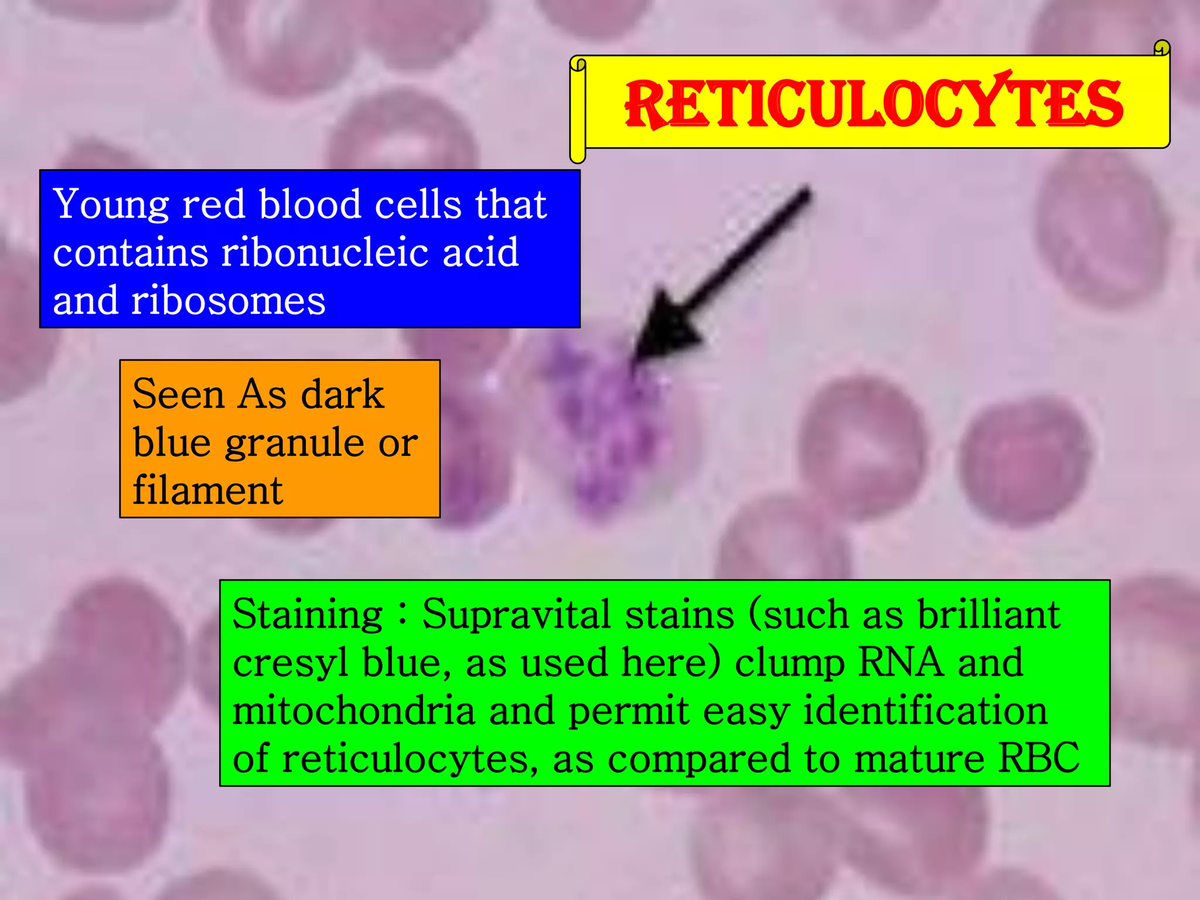 RETICULOCYTES
Young red blood cells that
contains ribonucleic acid
and ribosomes
Seen As dark
blue granule or
filament
Staining : Supravital stains (such as brilliant
cresyl blue, as used here) clump RNA and
mitochondria and permit easy identification
of reticulocytes, as compared to mature RBC